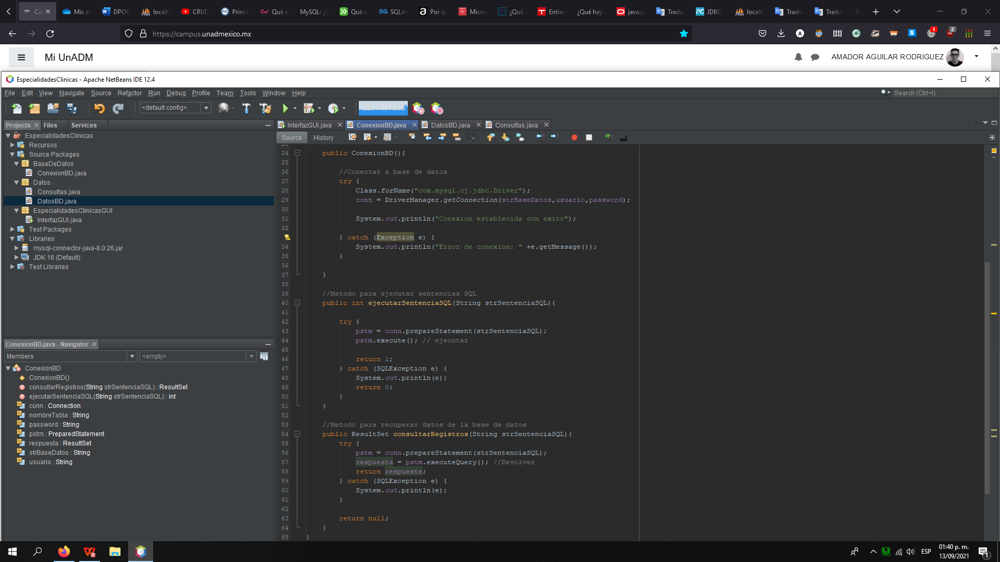 Mis ar
DPOO
localh
CRUD
Princi
Qué e
MySQL: ¿C
Qué e
SQLite
Por qu
Micro
¿Qué
Entien
¿Qué hay
java.sq
Tradu
JDBC:
localh
Tradu
Tradu
https://campus.unadmexico.mx
1
2
Mi UnADM
AMADOR AGUILAR RODRIGUEZ
EspecialidadesClinicas - Apache NetBeans IDE 12.4
File Edit View Navigate Source Refactor Run Debug Profile Team Tools Window Help
Search (Ctrl+I)
<default config>
Projects Files Services
EspecialidadesClinicas
Recursos
Source Packages
BaseDeDatos
ConexionBD.java
Datos
Consultas.java
DatosBD.java
EspecialidadesClinicasGUI
InterfazGUI.java
Test Packages
Libraries
mysql-connector-java-8.0.26.jar
JDK 16 (Default)
Test Libraries
ConexionBD.java - Navigator
Members <empty>
ConexionBD
ConexionBD()
consultarRegistros(String strSentenciaSQL) : ResultSet
ejecutarSentenciaSQL(String strSentenciaSQL) : int
conn : Connection
nombreTabla : String
password : String
pstm : PreparedStatement
respuesta : ResultSet
strBaseDatos : String
usuario : String
InterfazGUI.java ConexionBD.java DatosBD.java Consultas.java
Source History
24 public ConexionBD(){
25
26 //Conectar a base de datos
27 try {
28 Class.forName("com.mysql.cj.jdbc.Driver");
29 conn = DriverManager.getConnection(strBaseDatos,usuario,password);
30
31 System.out.println("Conexion establecida con exito");
32
} catch (Exception e) {
34 System.out.println("Error de conexion: " +e.getMessage());
35 }
36
37 }
38
39 //Metodo para ejecutar sentencias SQL
40 public int ejecutarSentenciaSQL(String strSentenciaSQL){
41
42 try {
43 pstm = conn.prepareStatement(strSentenciaSQL);
44 pstm.execute(); // ejecutar
45
46 return 1;
47 } catch (SQLException e) {
48 System.out.println(e);
49 return 0;
50 }
51 }
52
53 //Metodo para recuperar datos de la base de datos
54 public ResultSet consultarRegistros(String strSentenciaSQL){
55 try {
56 pstm = conn.prepareStatement(strSentenciaSQL);
57 respuesta = pstm.executeQuery(); //Devolver
58 return respuesta;
59 } catch (SQLException e) {
60 System.out.println(e);
61 }
62
63 return null;
64 }
65 }
ESP
01:40 p. m.
13/09/2021
1